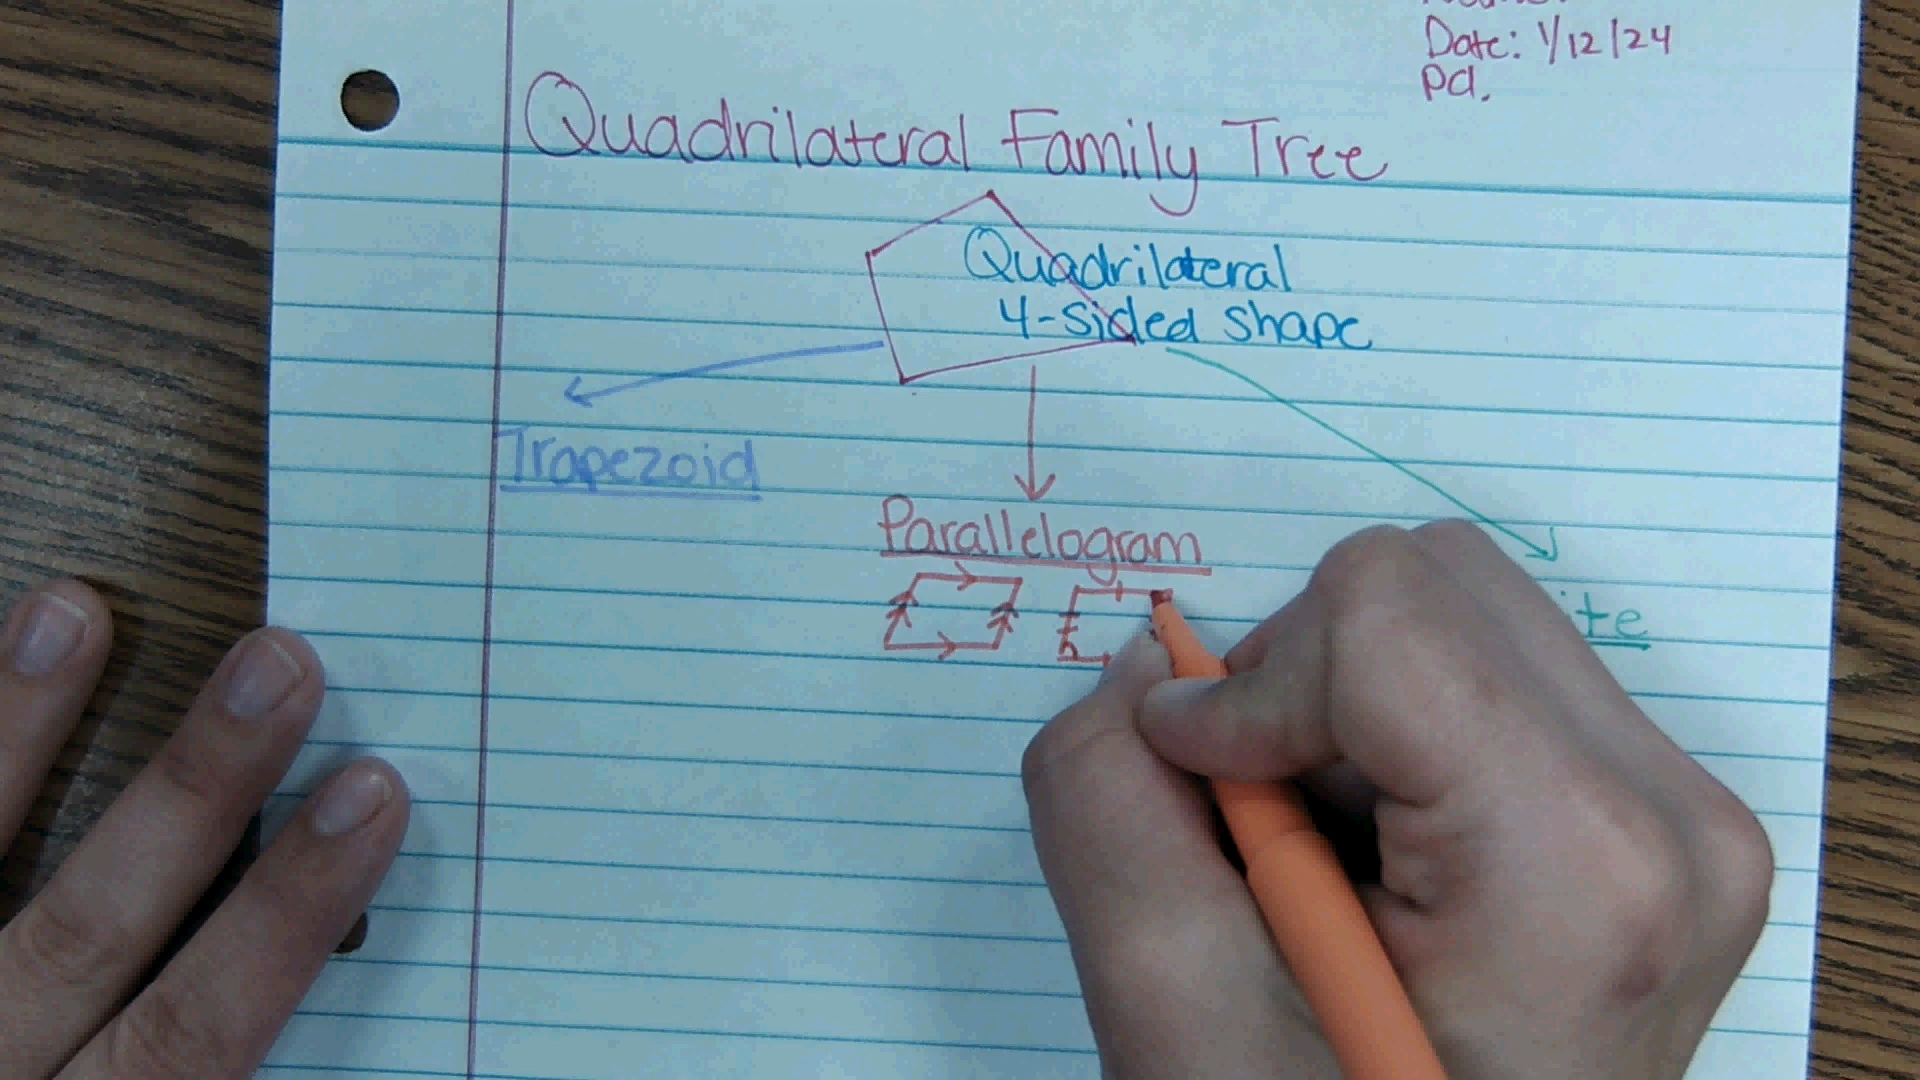 Date: 1/12/24
Pd.
Quadrilateral Family Tree
Quadrilateral
4-sided shape
Trapezoid
Parallelogram